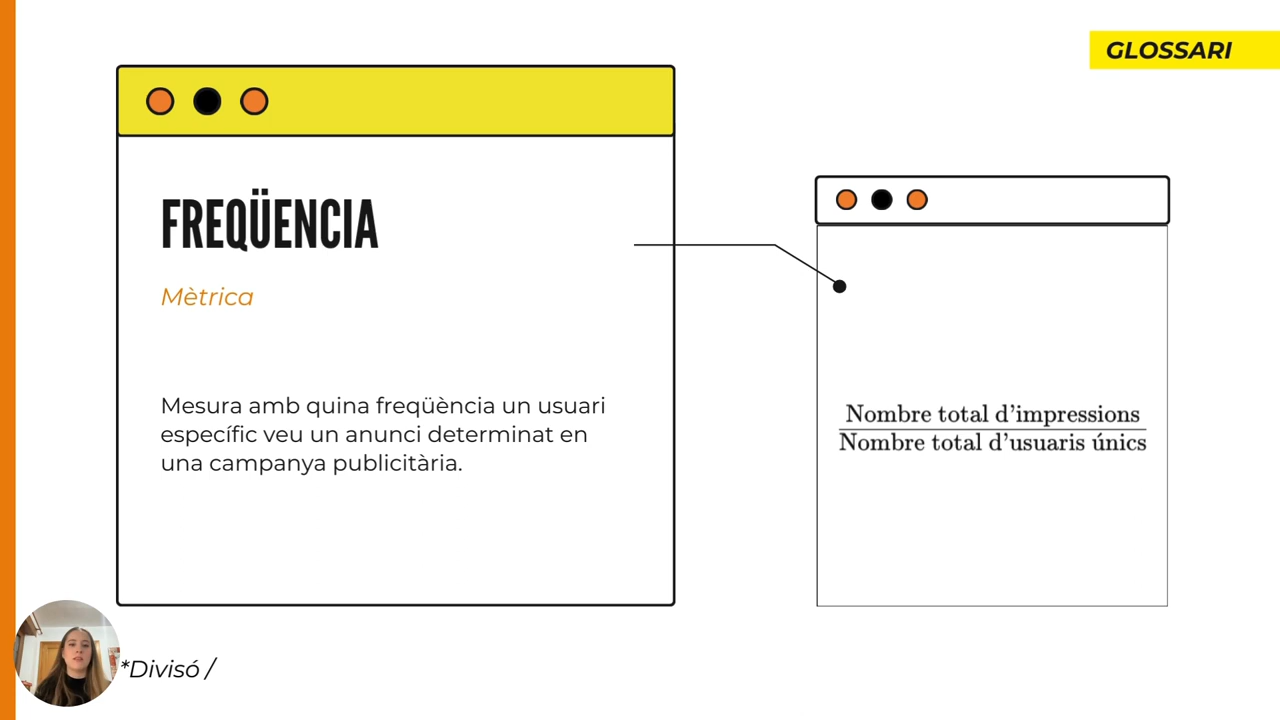 GLOSSARI
FREQÜENCIA
Mètrica
Mesura amb quina freqüència un usuari
específic veu un anunci determinat en
una campanya publicitària.
Nombre total d'impressions
Nombre total d'usuaris únics
*Divisó /